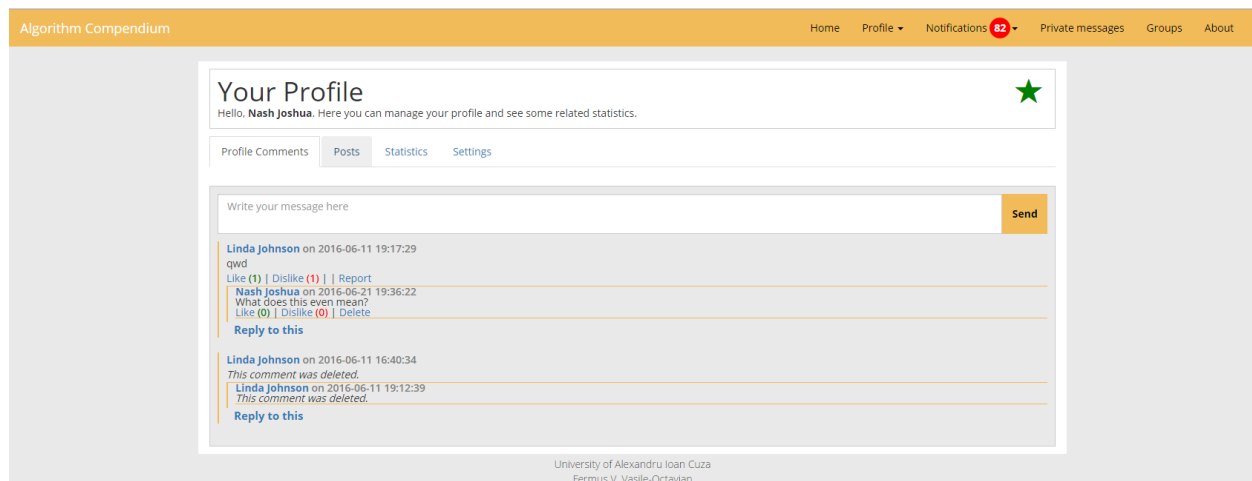 Algorithm Compendium
Home Profile Notifications 82 Private messages Groups About
Your Profile
Hello, Nash Joshua. Here you can manage your profile and see some related statistics.
Profile Comments Posts Statistics Settings
Write your message here
Send
Linda Johnson on 2016-06-11 19:17:29
qwd
Like (1) | Dislike (1) | | Report
Nash Joshua on 2016-06-21 19:36:22
What does this even mean?
Like (0) | Dislike (0) | Delete
Reply to this
Linda Johnson on 2016-06-11 16:40:34
This comment was deleted.
Linda Johnson on 2016-06-11 19:12:39
This comment was deleted.
Reply to this
University of Alexandru Ioan Cuza
Fermus V. Vasile-Octavian